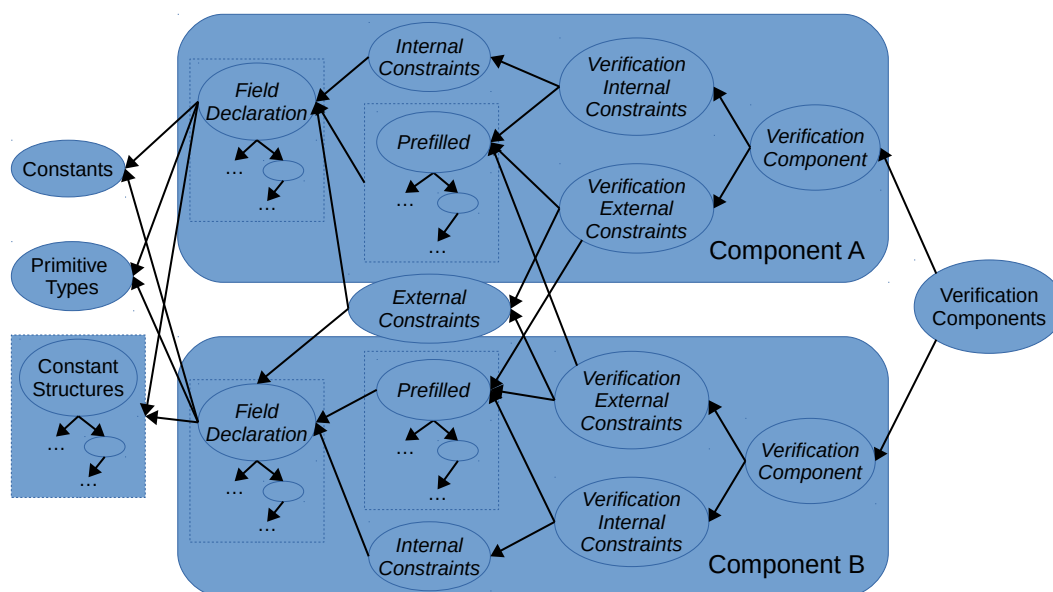 Internal
Constraints
Field
Declaration
...
...
Prefilled
...
...
Verification
Internal
Constraints
Verification
Component
Verification
External
Constraints
Component A
Constants
Primitive
Types
Constant
Structures
...
...
External
Constraints
Verification
Components
Field
Declaration
...
...
Prefilled
...
...
Verification
External
Constraints
Verification
Component
Verification
Internal
Constraints
Internal
Constraints
Component B